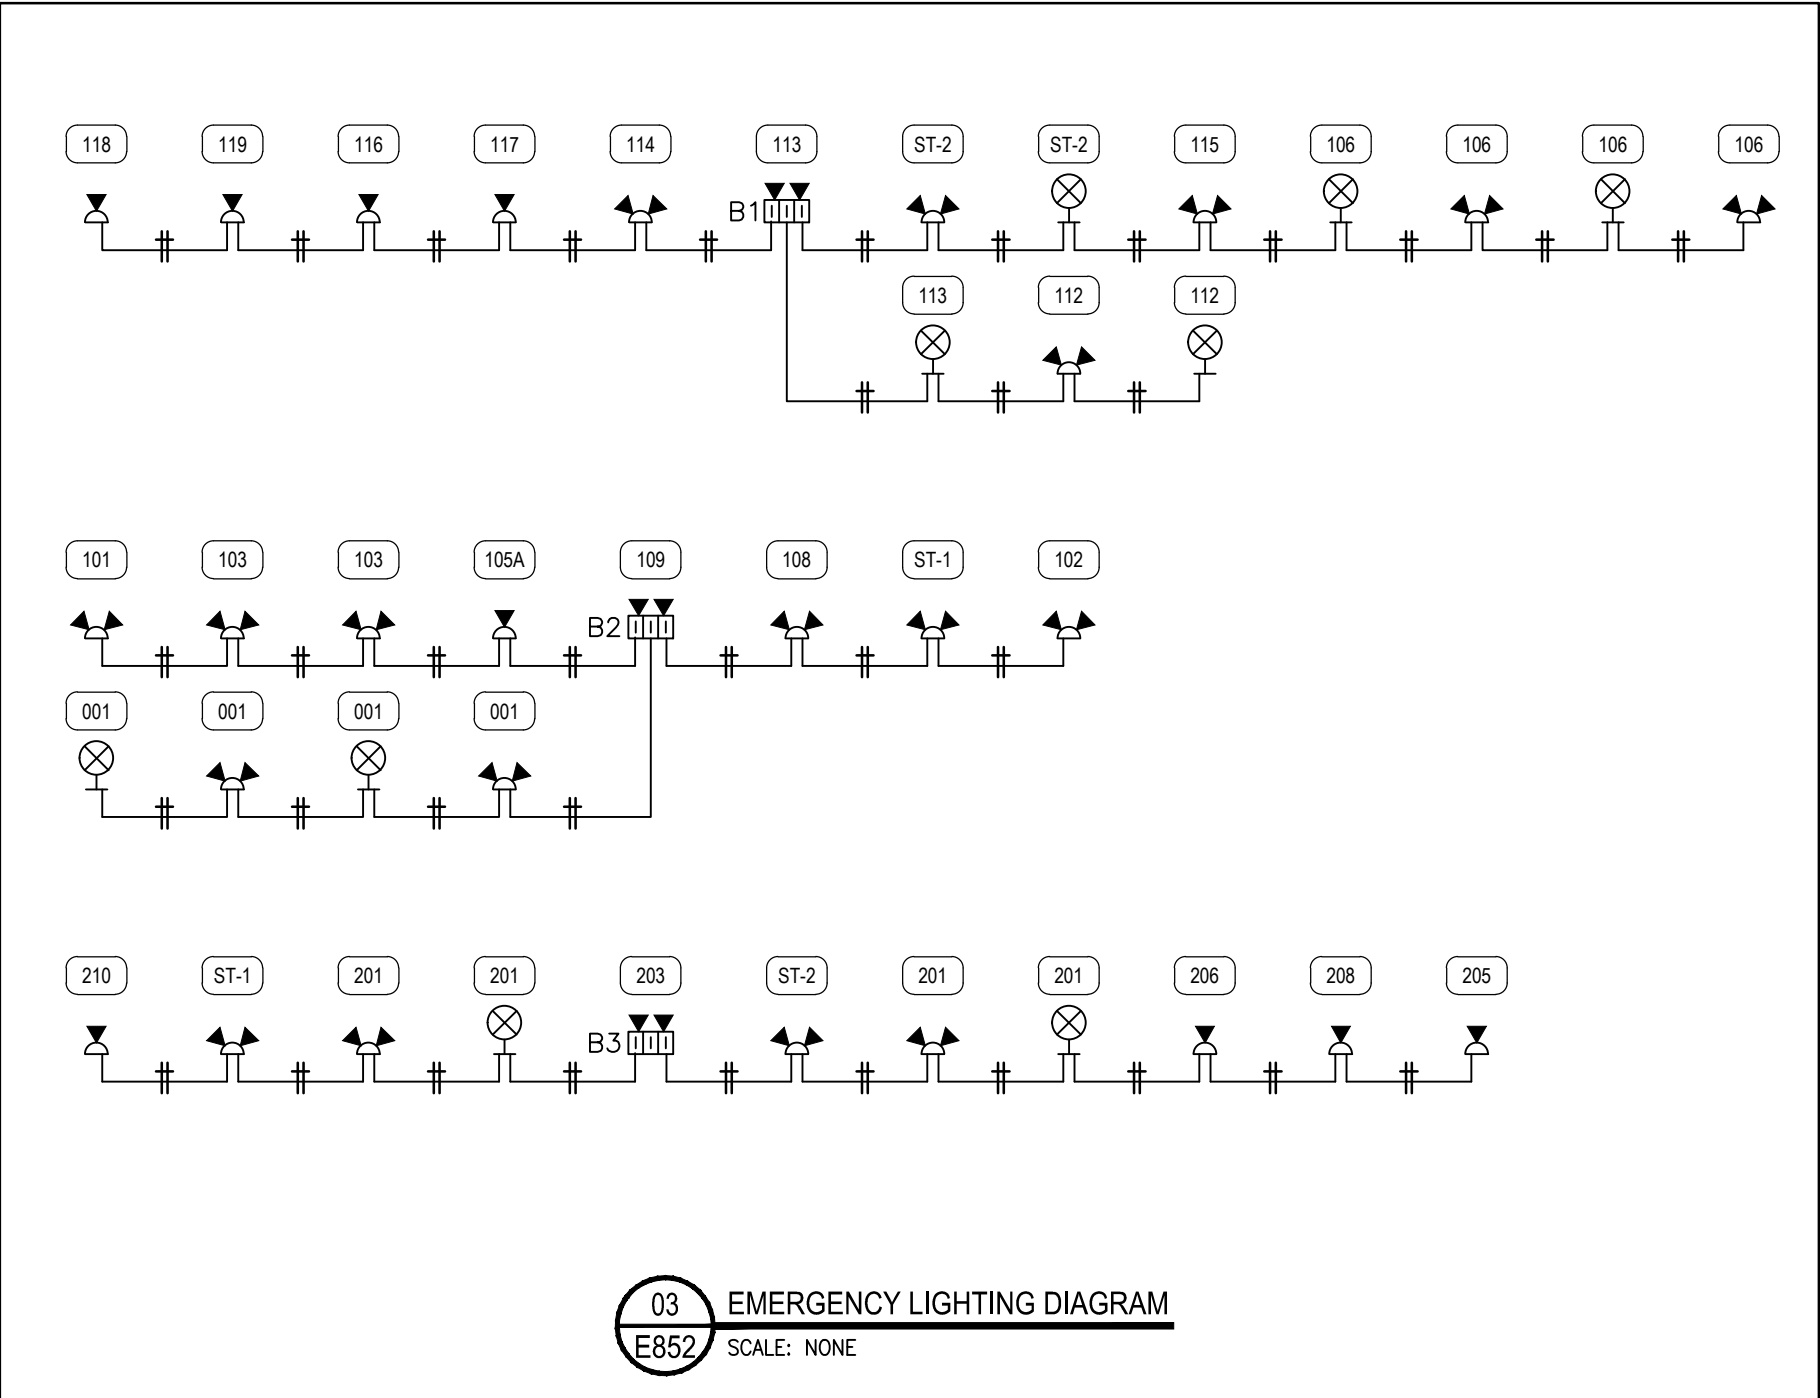 118 119 116 117 114 113 ST-2 ST-2 115 106 106 106 106
B1
113 112 112
101 103 103 105A 109 108 ST-1 102
B2
001 001 001 001
210 ST-1 201 201 203 ST-2 201 201 206 208 205
B3
03 EMERGENCY LIGHTING DIAGRAM
E852 SCALE: NONE